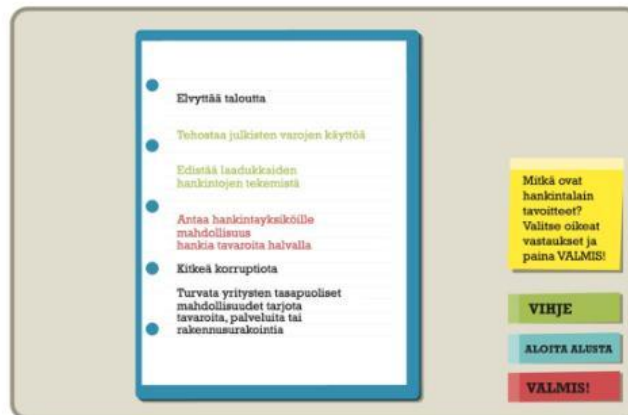 Elvyttää taloutta
Tehostaa julkisten varojen käyttöä
Edistää laadukkaiden
hankintojen tekemistä
Antaa hankintayksiköille
mahdollisuus
hankia tavaroita halvalla
Kitkeä korruptiota
Turvata yritysten tasapuoliset
mahdollisuudet tarjota
tavaroita, palveluita tai
rakennusurakointia
Mitkä ovat
hankintalain
tavoitteet?
Valitse oikeat
vastaukset ja
paina VALMIS!
VIHJE
ALOITA ALUSTA
VALMIS!